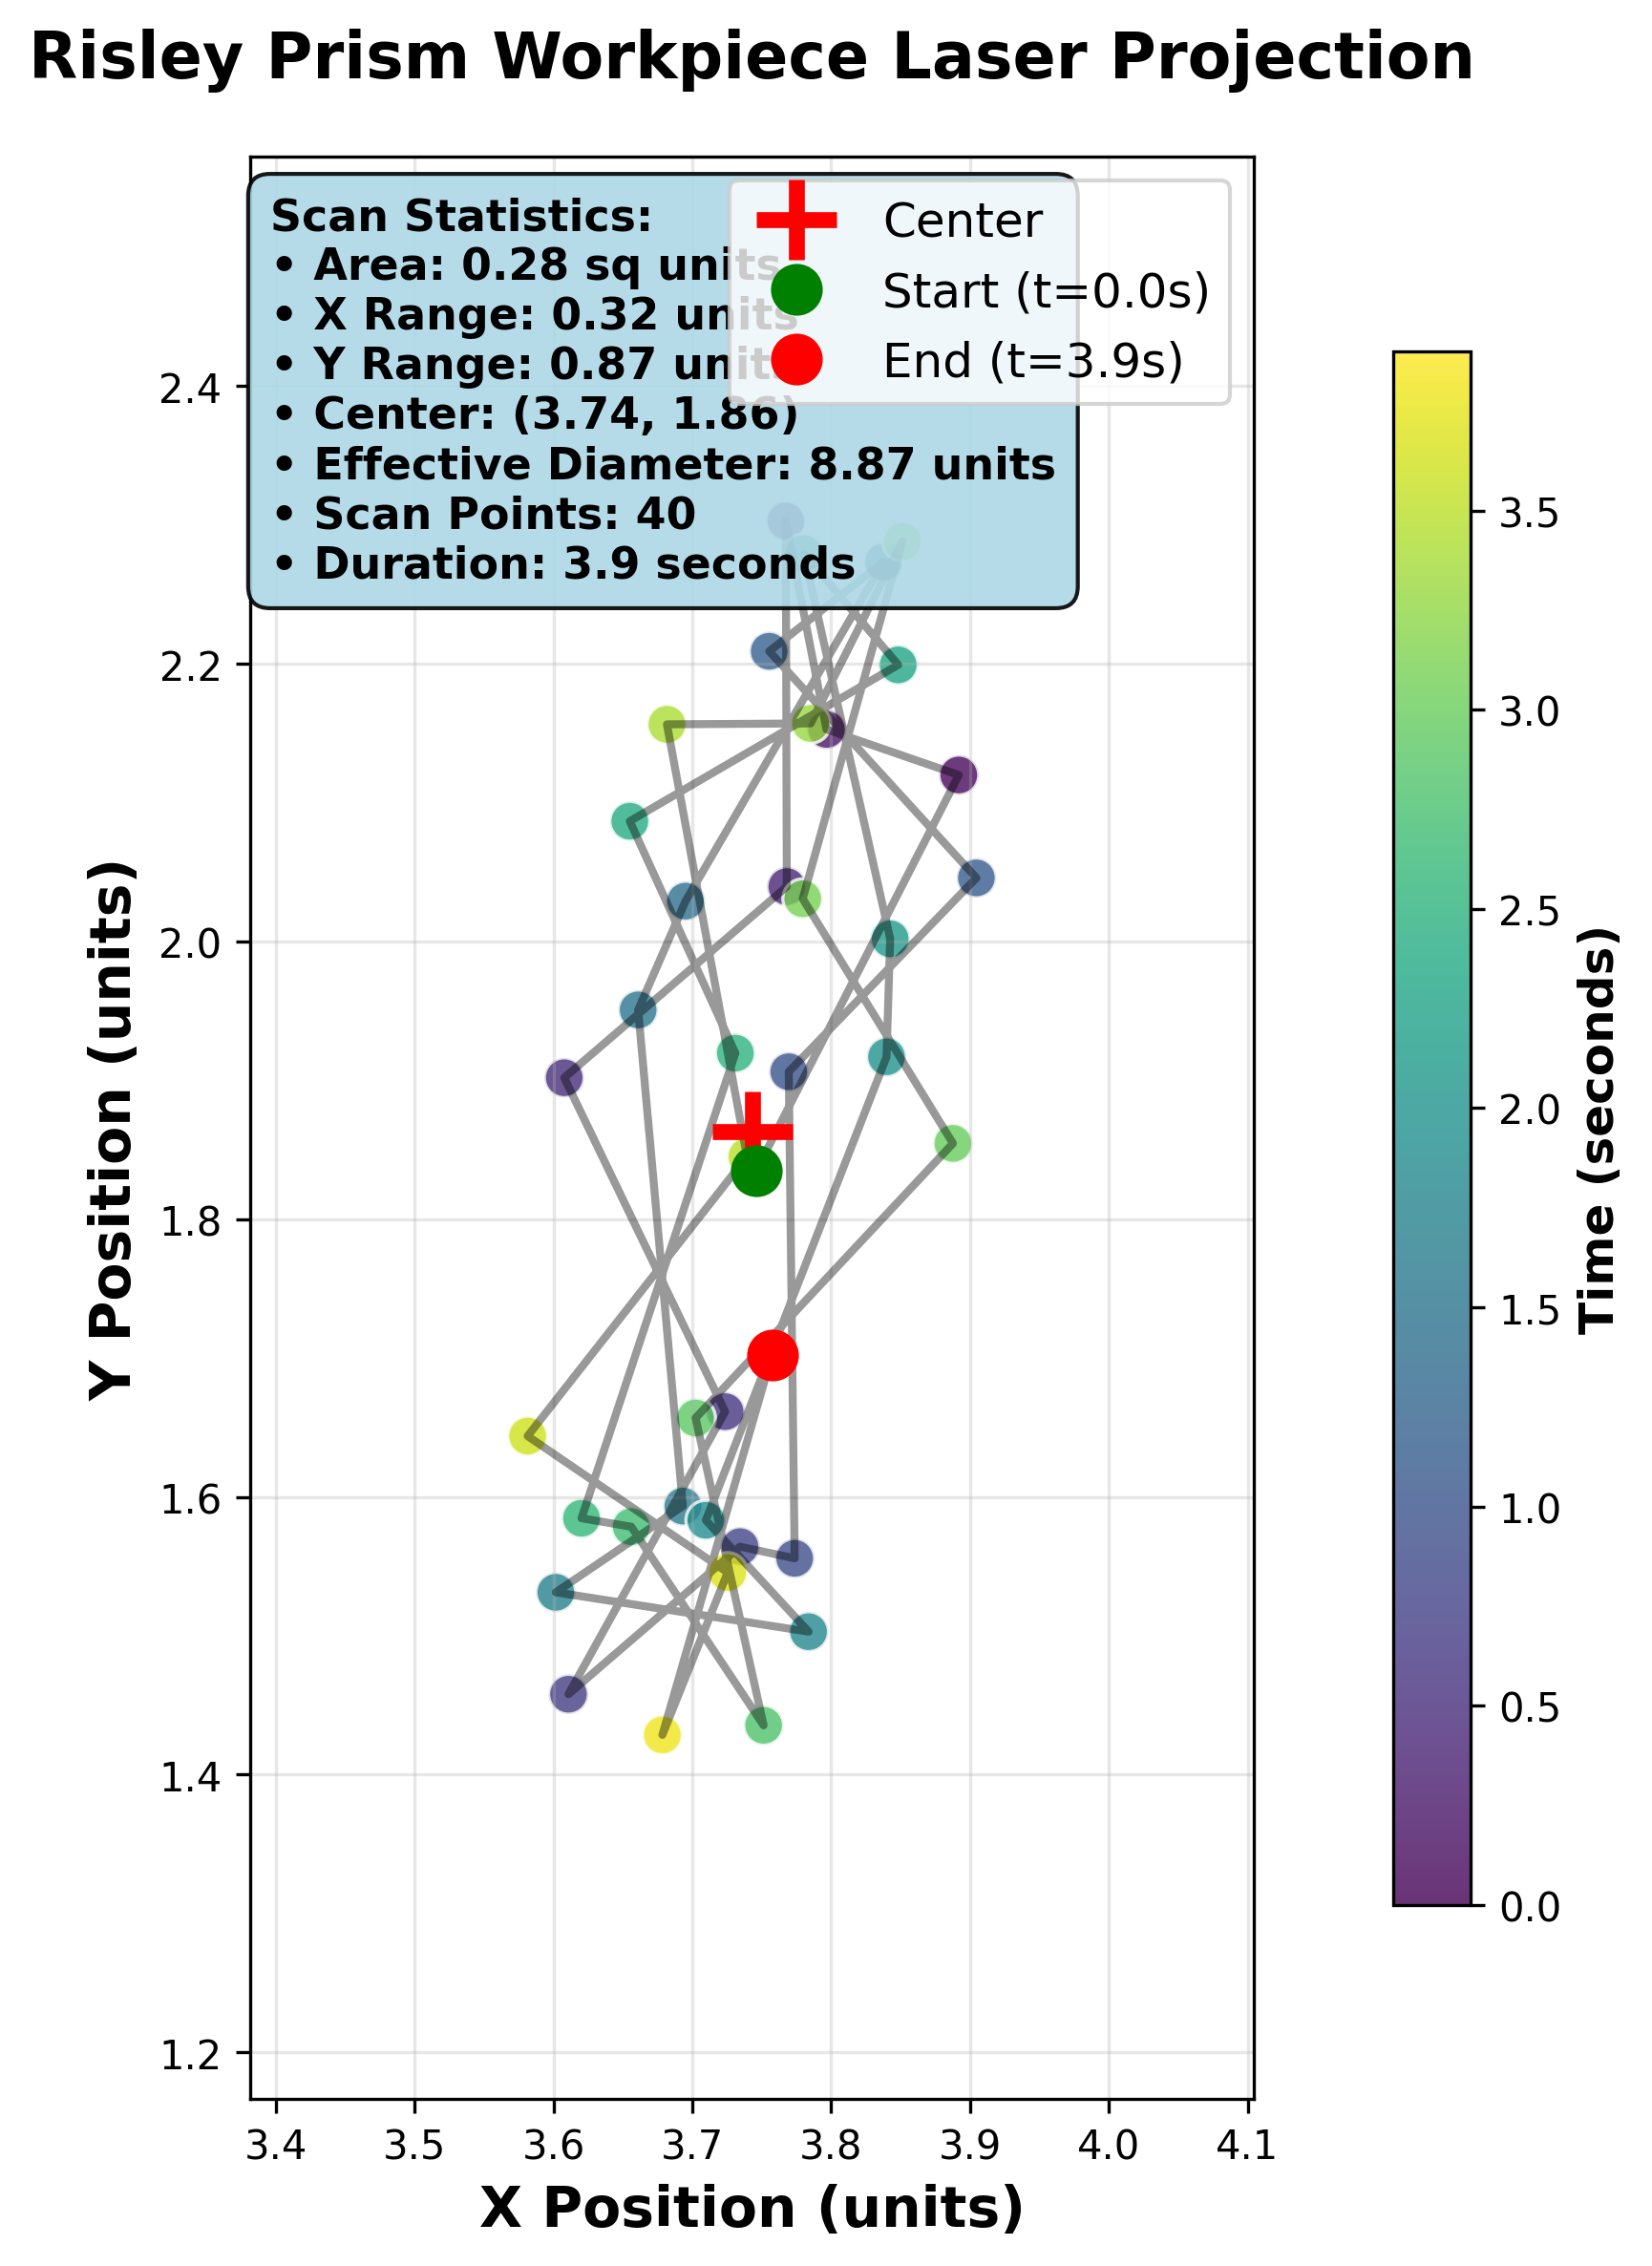 Risley Prism Workpiece Laser Projection
Scan Statistics:
• Area: 0.28 sq units
• X Range: 0.32 units
• Y Range: 0.87 units
• Center: (3.74, 1.86)
• Effective Diameter: 8.87 units
• Scan Points: 40
• Duration: 3.9 seconds
Center
Start (t=0.0s)
End (t=3.9s)
Y Position (units)
2.4
2.2
2.0
1.8
1.6
1.4
1.2
3.4 3.5 3.6 3.7 3.8 3.9 4.0 4.1
X Position (units)
3.5
3.0
2.5
2.0
1.5
1.0
0.5
0.0
Time (seconds)